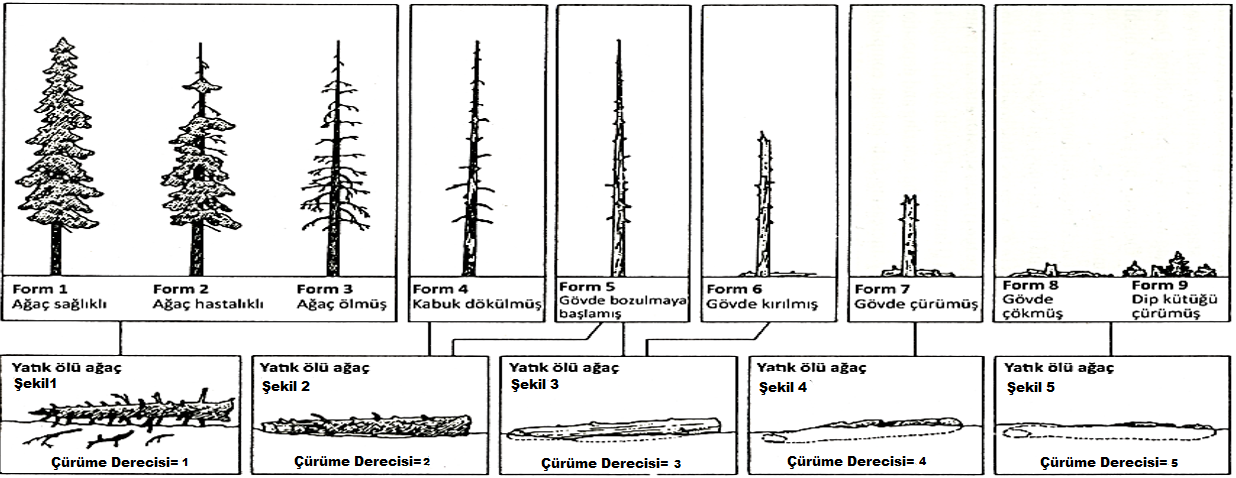 Form 1
Ağaç sağlıklı
Form 2
Ağaç hastalıklı
Form 3
Ağaç ölmüş
Form 4
Kabuk dökülmüş
Form 5
Gövde bozulmaya
başlamış
Form 6
Gövde kırılmış
Form 7
Gövde çürümüş
Form 8
Gövde
çökmüş
Form 9
Dip kütüğü
çürümüş
Yatık ölü ağaç
Şekil1
Çürüme Derecisi= 1
Yatık ölü ağaç
Şekil 2
Çürüme Derecisi= 2
Yatık ölü ağaç
Şekil 3
Çürüme Derecisi= 3
Yatık ölü ağaç
Şekil 4
Çürüme Derecisi= 4
Yatık ölü ağaç
Şekil 5
Çürüme Derecisi= 5